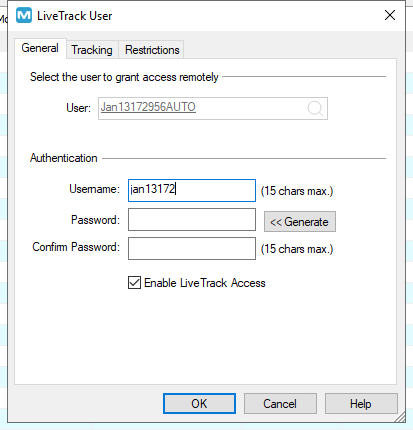 LiveTrack User
General Tracking Restrictions
Select the user to grant access remotely
User: Jan13172956AUTO
Authentication
Username: jan13172 (15 chars max.)
Password: << Generate
Confirm Password: (15 chars max.)
Enable LiveTrack Access
OK Cancel Help